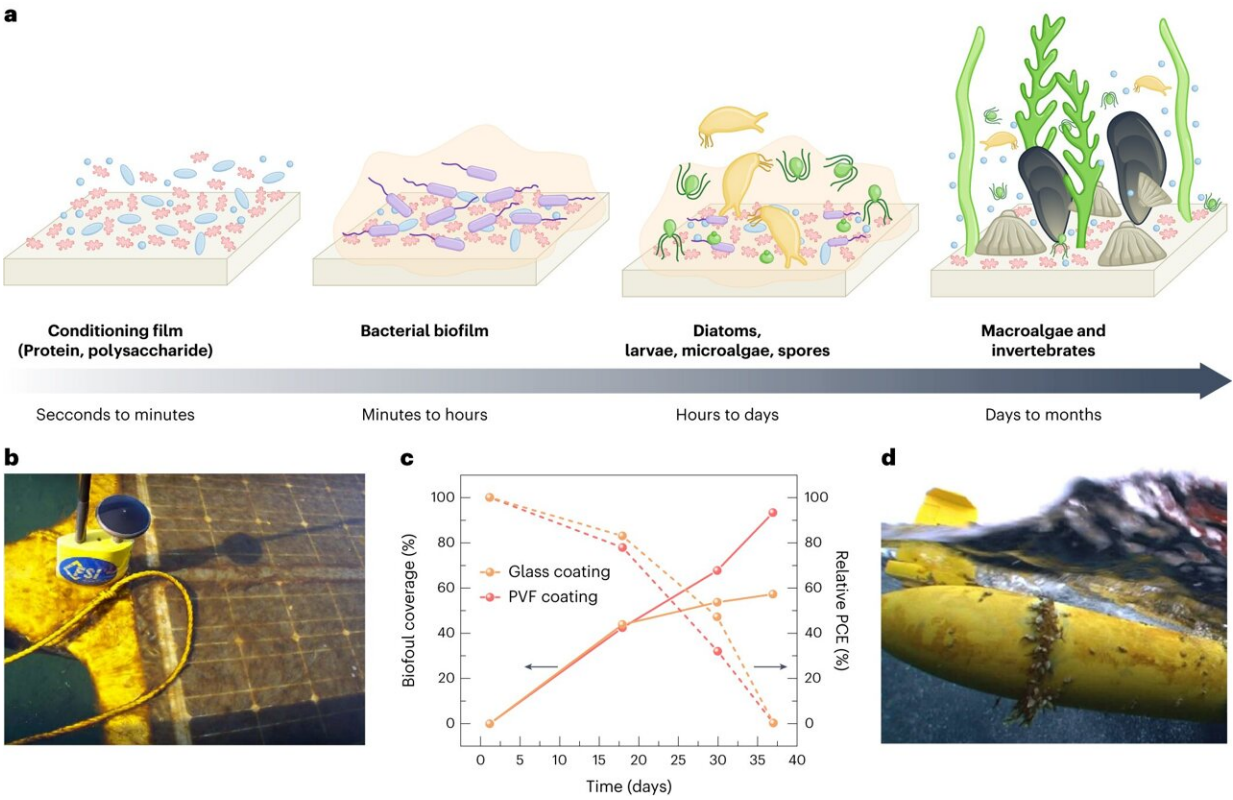 a
Conditioning film
(Protein, polysaccharide)
Bacterial biofilm
Diatoms,
larvae, microalgae, spores
Macroalgae and
invertebrates
Secconds to minutes
Minutes to hours
Hours to days
Days to months
b
ESI
c
Biofoul coverage (%)
100
80
60
40
20
0
Glass coating
PVF coating
100
80
60
40
20
0
Relative PCE (%)
0 5 10 15 20 25 30 35 40
Time (days)
d